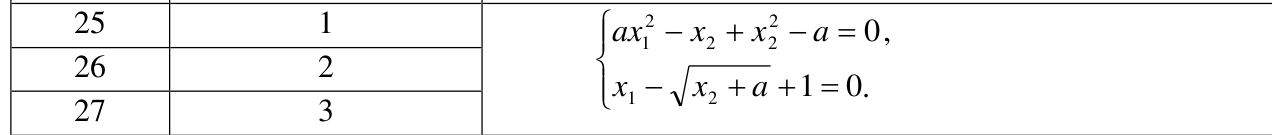 25 1
26 2
27 3
ax₁² − x₂ + x₂² − a = 0,
x₁ − √(x₂ + a) + 1 = 0.